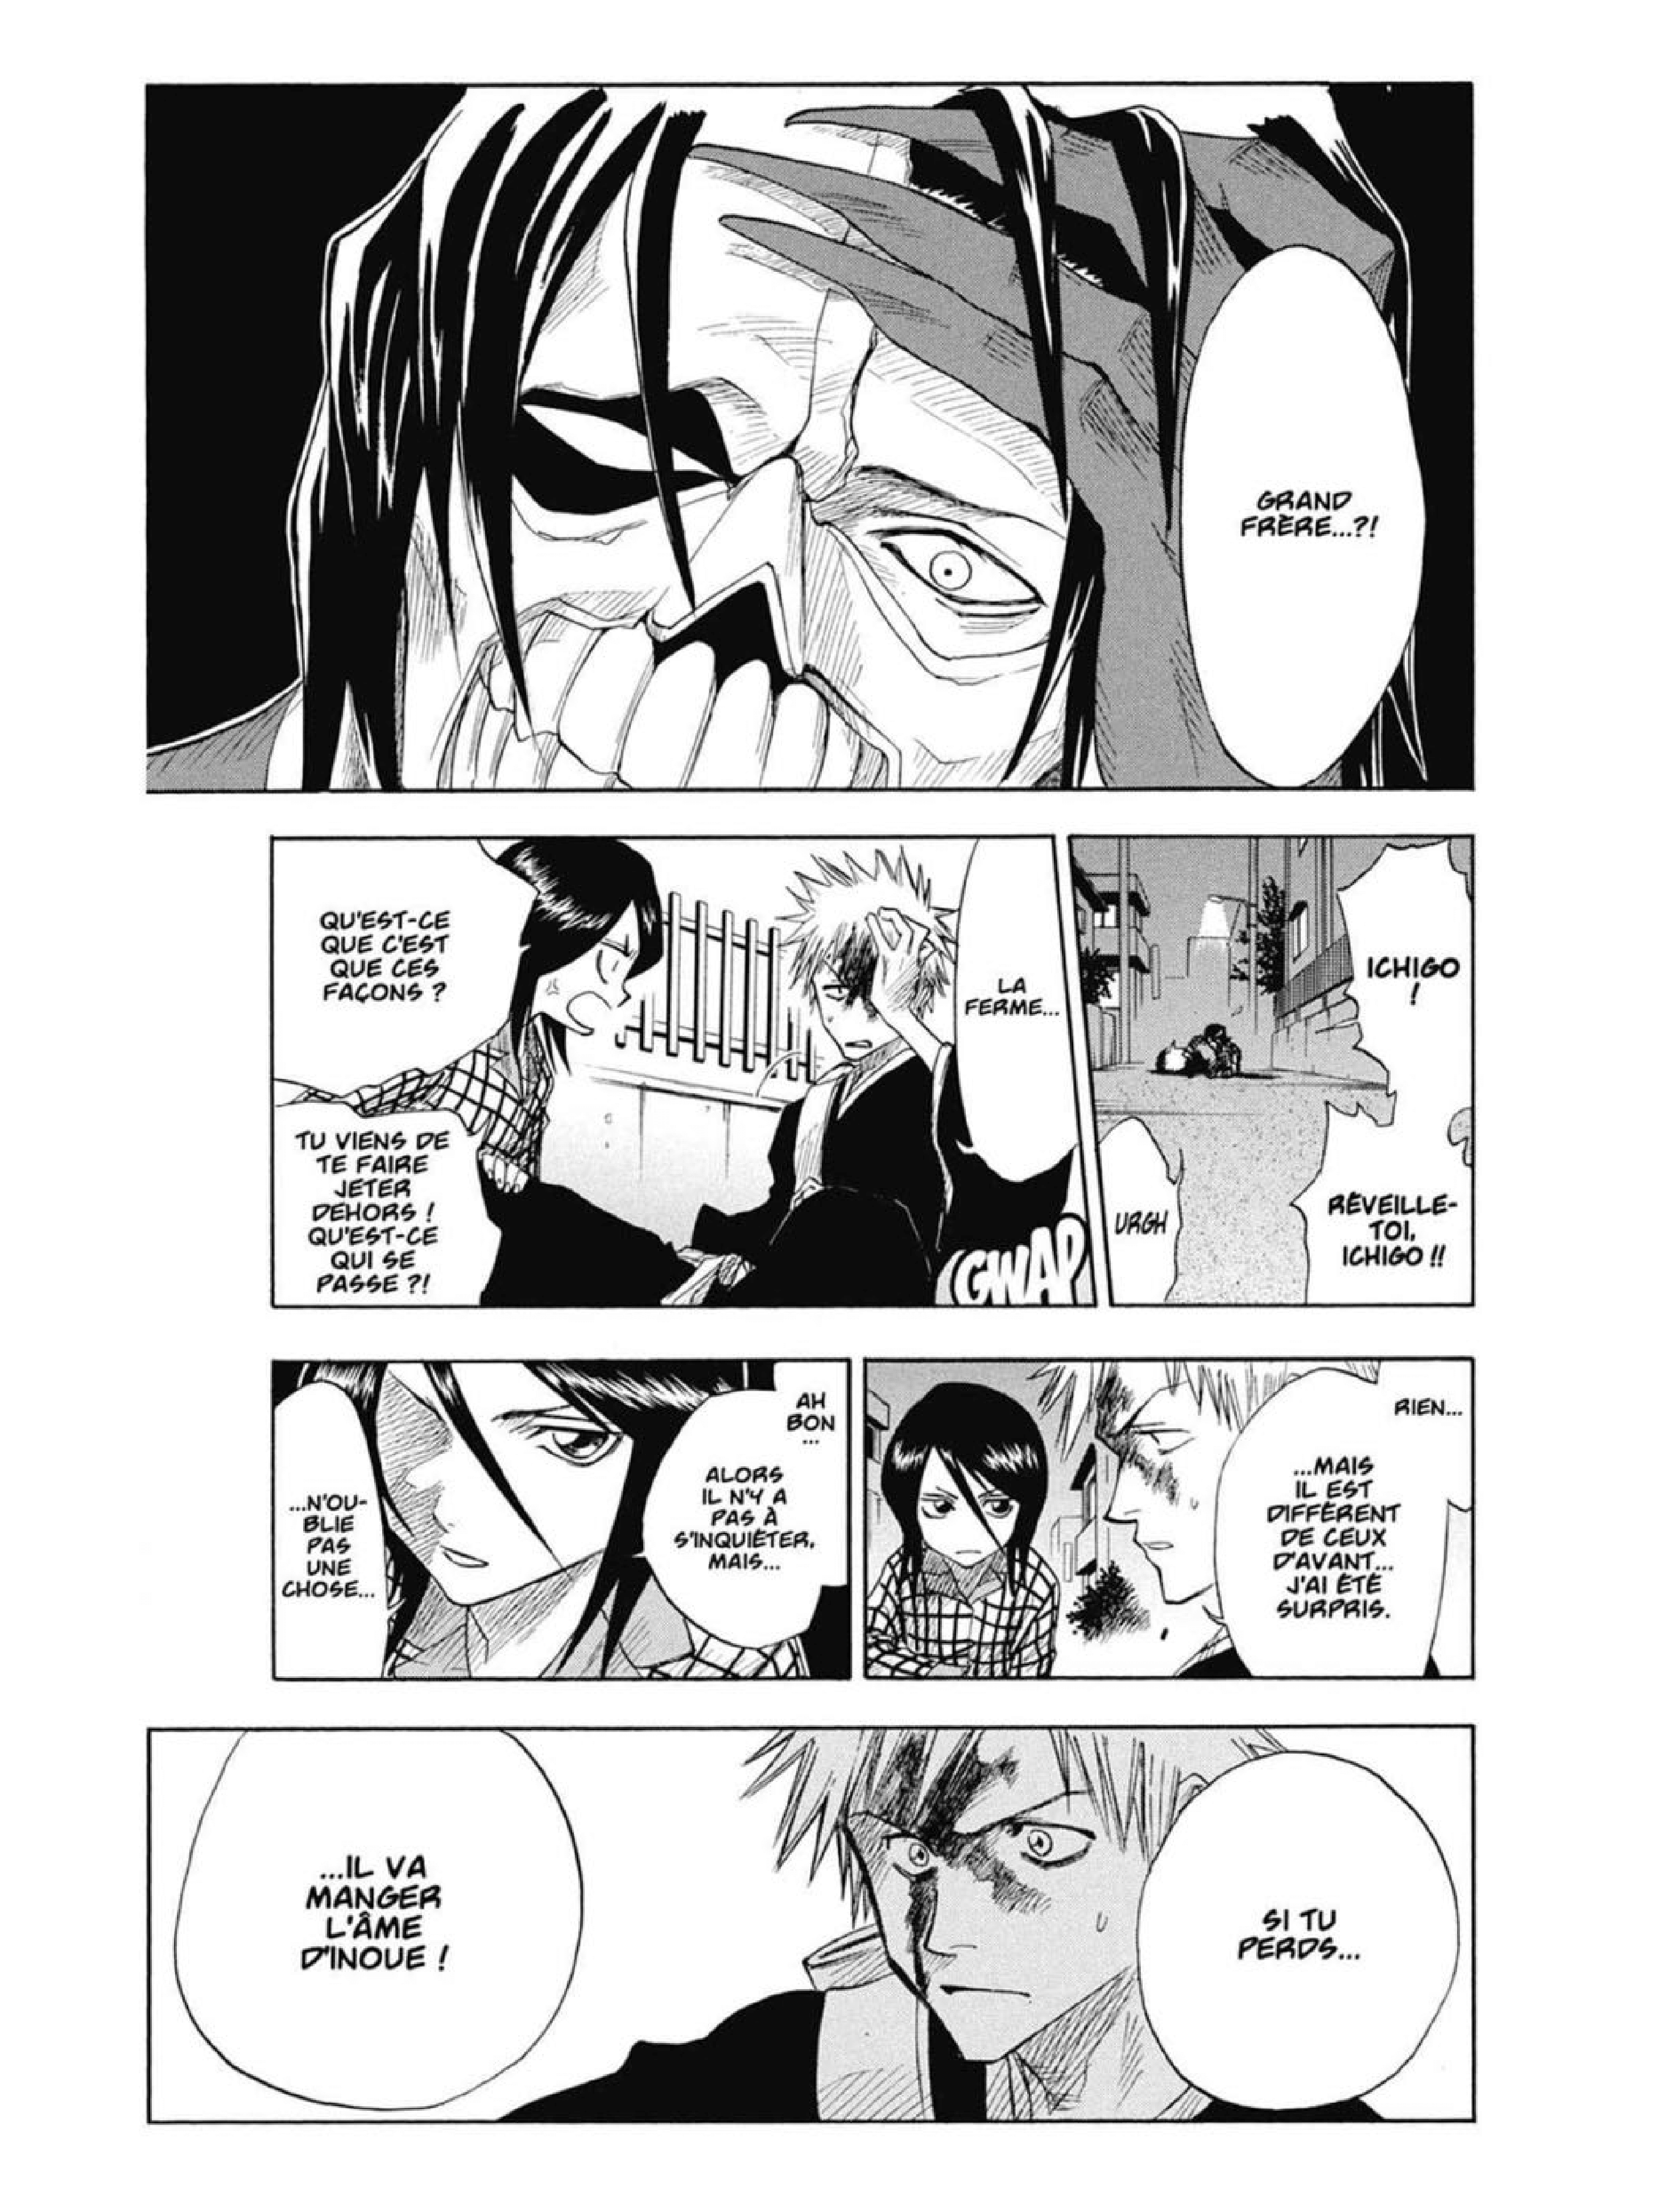 GRAND
FRÈRE...?!
ICHIGO
!
RÉVEILLE-
TOI,
ICHIGO !!
URGH
LA
FERME...
GWAP
QU'EST-CE
QUE C'EST
QUE CES
FAÇONS ?
TU VIENS DE
TE FAIRE
JETER
DEHORS !
QU'EST-CE
QUI SE
PASSE ?!
RIEN...
...MAIS
IL EST
DIFFÉRENT
DE CEUX
D'AVANT...
J'AI ÉTÉ
SURPRIS.
AH
BON
...
ALORS
IL N'Y A
PAS À
S'INQUIÉTER,
MAIS...
...N'OU-
BLIE
PAS
UNE
CHOSE...
SI TU
PERDS...
...IL VA
MANGER
L'ÂME
D'INOUE !